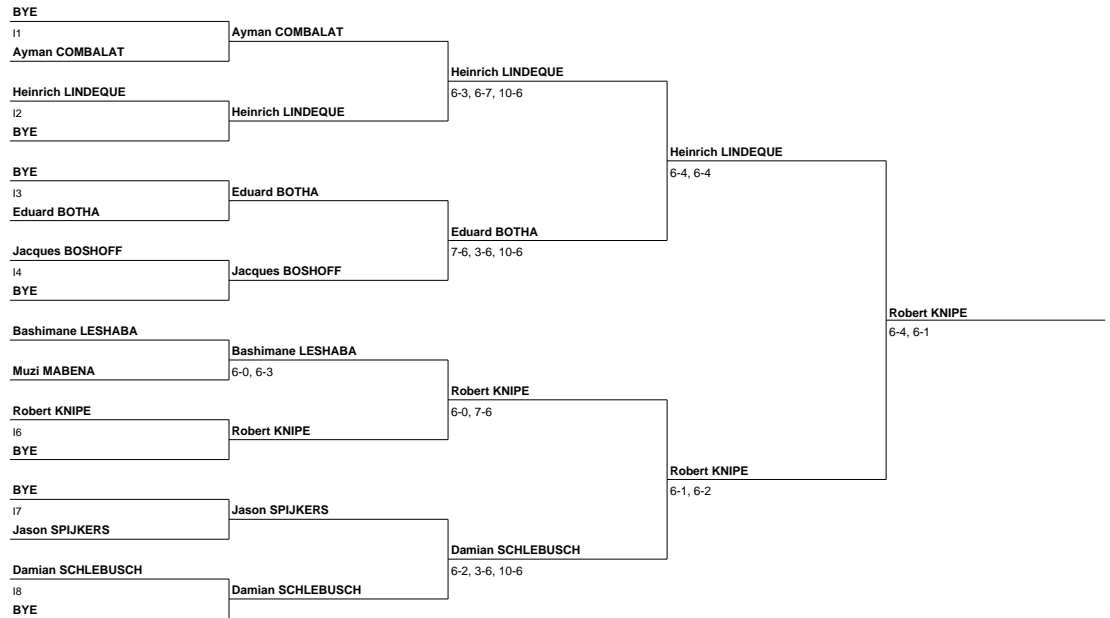 BYE
I1
Ayman COMBALAT
Heinrich LINDEQUE
I2
BYE
BYE
I3
Eduard BOTHA
Jacques BOSHOFF
I4
BYE
Bashimane LESHABA
Muzi MABENA
Robert KNIPE
I6
BYE
BYE
I7
Jason SPIJKERS
Damian SCHLEBUSCH
I8
BYE
Ayman COMBALAT
Heinrich LINDEQUE
Eduard BOTHA
Jacques BOSHOFF
Bashimane LESHABA
6-0, 6-3
Robert KNIPE
Jason SPIJKERS
Damian SCHLEBUSCH
Heinrich LINDEQUE
6-3, 6-7, 10-6
Eduard BOTHA
7-6, 3-6, 10-6
Robert KNIPE
6-0, 7-6
Damian SCHLEBUSCH
6-2, 3-6, 10-6
Heinrich LINDEQUE
6-4, 6-4
Robert KNIPE
6-1, 6-2
Robert KNIPE
6-4, 6-1